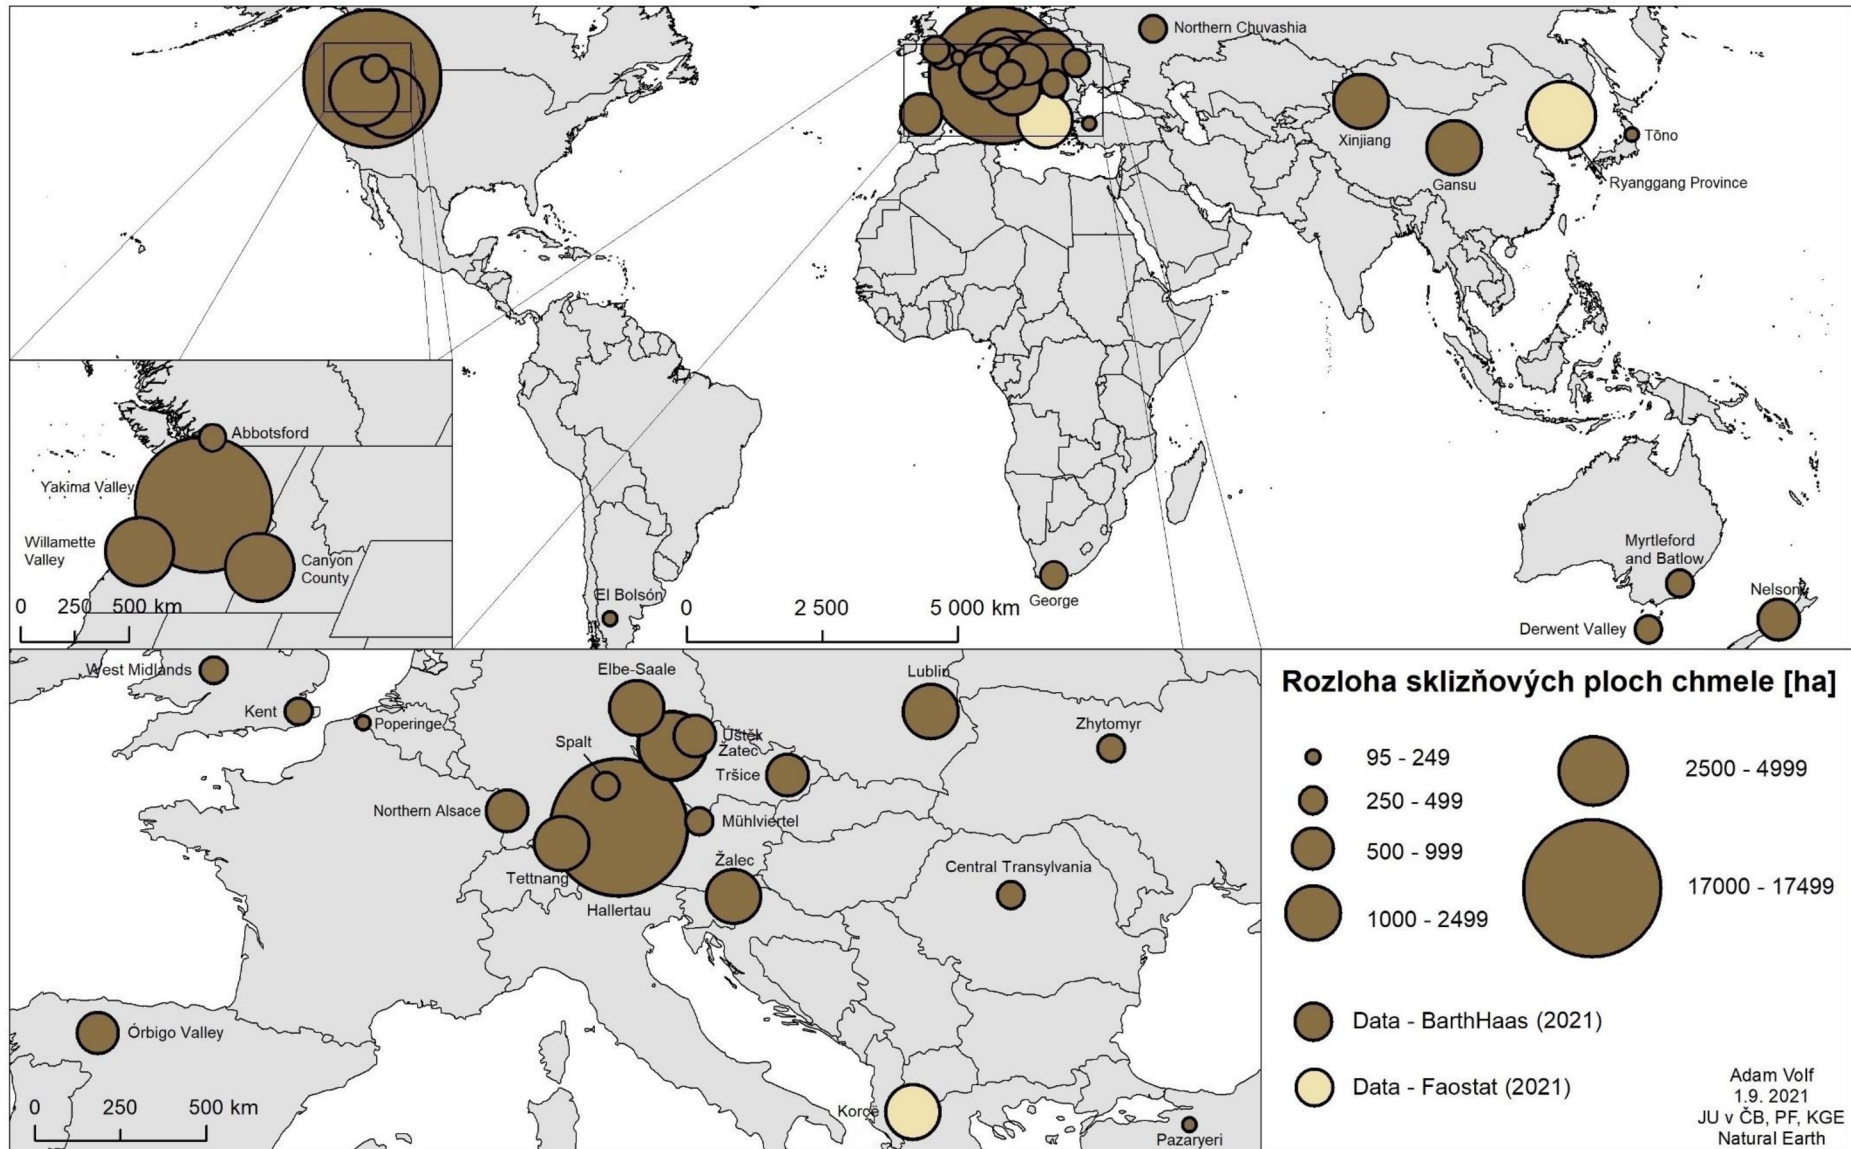 Northern Chuvashia
Xinjiang
Gansu
Tōno
Ryanggang Province
Abbotsford
Yakima Valley
Willamette
Valley
Canyon
County
0 250 500 km
El Bolsón
0 2 500 5 000 km
George
Myrtleford
and Batlow
Nelson
Derwent Valley
West Midlands
Kent
Poperinge
Elbe-Saale
Lublin
Zhytomyr
Spalt
Úštěk
Žatec
Tršice
Northern Alsace
Mühlviertel
Tettnang
Hallertau
Žalec
Central Transylvania
Órbigo Valley
Korçë
Pazaryeri
0 250 500 km
Rozloha sklizňových ploch chmele [ha]
95 - 249
250 - 499
500 - 999
1000 - 2499
2500 - 4999
17000 - 17499
Data - BarthHaas (2021)
Data - Faostat (2021)
Adam Volf
1.9. 2021
JU v ČB, PF, KGE
Natural Earth